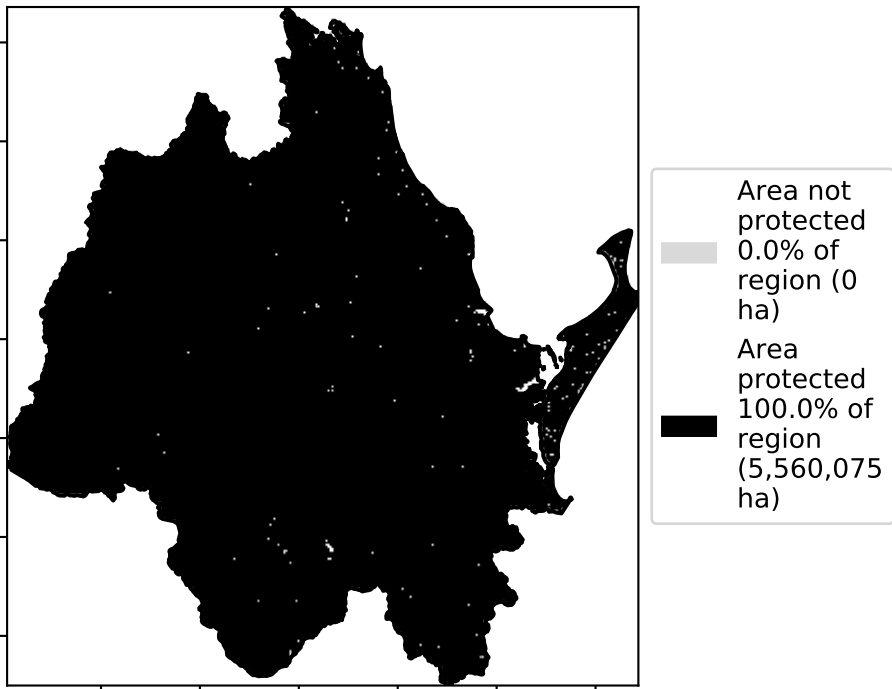 Area not
protected
0.0% of
region (0
ha)
Area
protected
100.0% of
region
(5,560,075
ha)